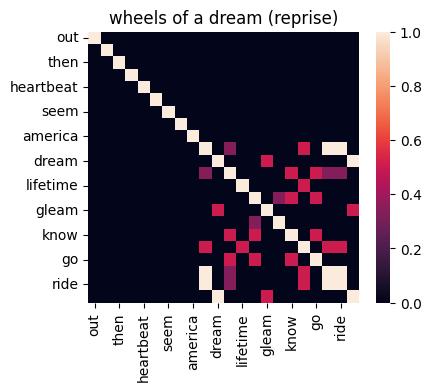 wheels of a dream (reprise)
out
then
heartbeat
seem
america
dream
lifetime
gleam
know
go
ride
1.0
0.8
0.6
0.4
0.2
0.0
out
then
heartbeat
seem
america
dream
lifetime
gleam
know
go
ride